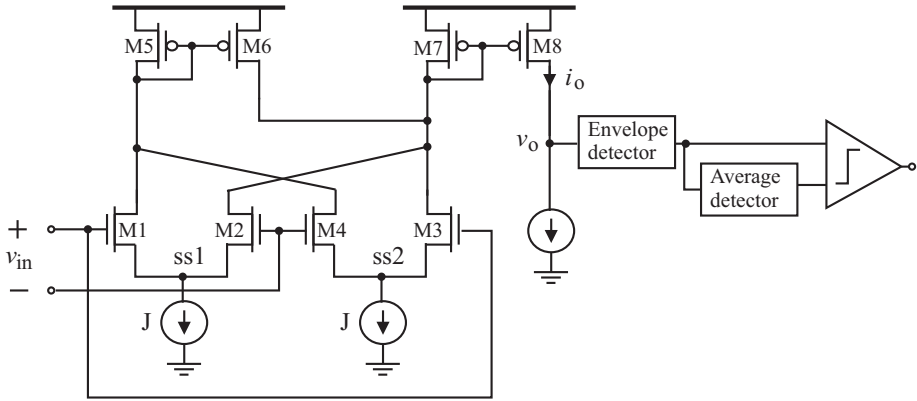 M5
M6
M7
M8
i_o
v_o
Envelope
detector
Average
detector
M1
M2
M4
M3
+
v_in
−
ss1
ss2
J
J